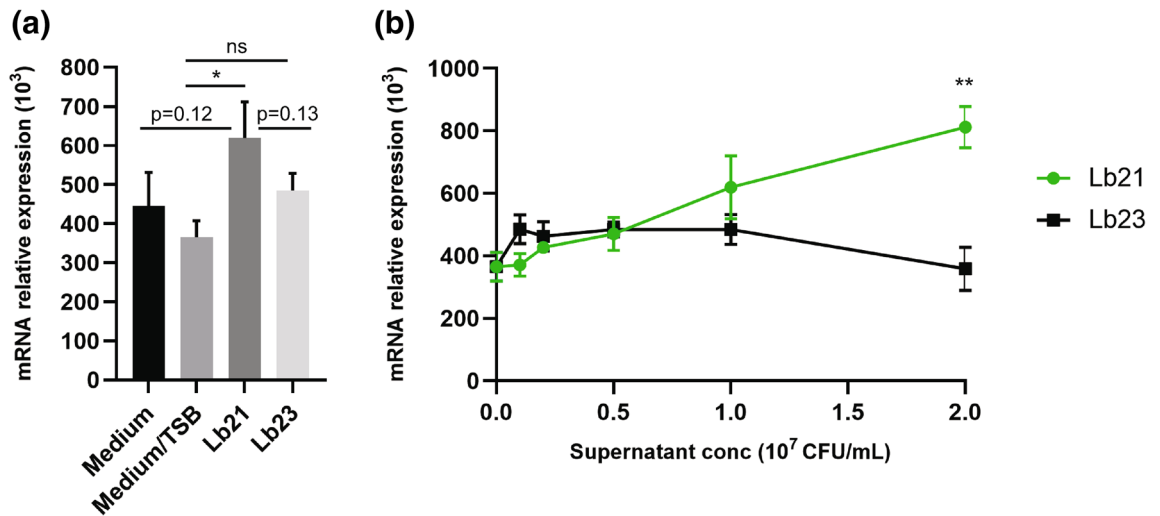 (a)
mRNA relative expression (10³)
800
700
600
500
400
300
200
100
0
ns
*
p=0.12
p=0.13
Medium
Medium/TSB
Lb21
Lb23
(b)
mRNA relative expression (10³)
1000
800
600
400
200
0
**
0.0
0.5
1.0
1.5
2.0
Supernatant conc (10⁷ CFU/mL)
Lb21
Lb23